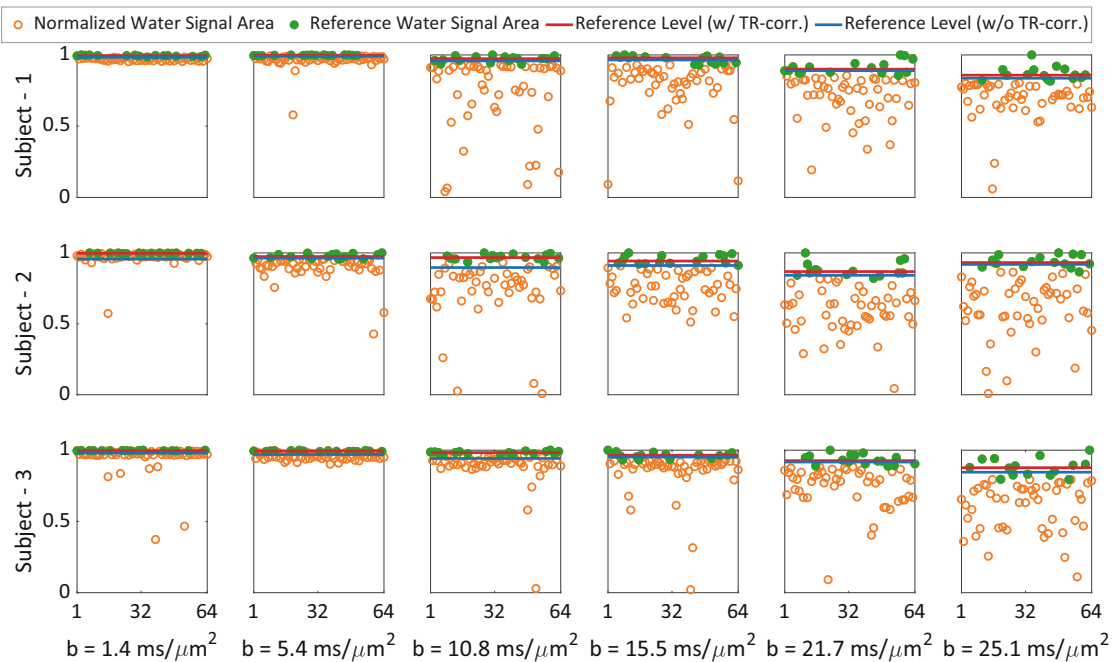 Normalized Water Signal Area Reference Water Signal Area Reference Level (w/ TR-corr.) Reference Level (w/o TR-corr.)
Subject - 1
1
0.5
0
Subject - 2
1
0.5
0
Subject - 3
1
0.5
0
1 32 64 1 32 64 1 32 64 1 32 64 1 32 64 1 32 64
b = 1.4 ms/μm² b = 5.4 ms/μm² b = 10.8 ms/μm² b = 15.5 ms/μm² b = 21.7 ms/μm² b = 25.1 ms/μm²